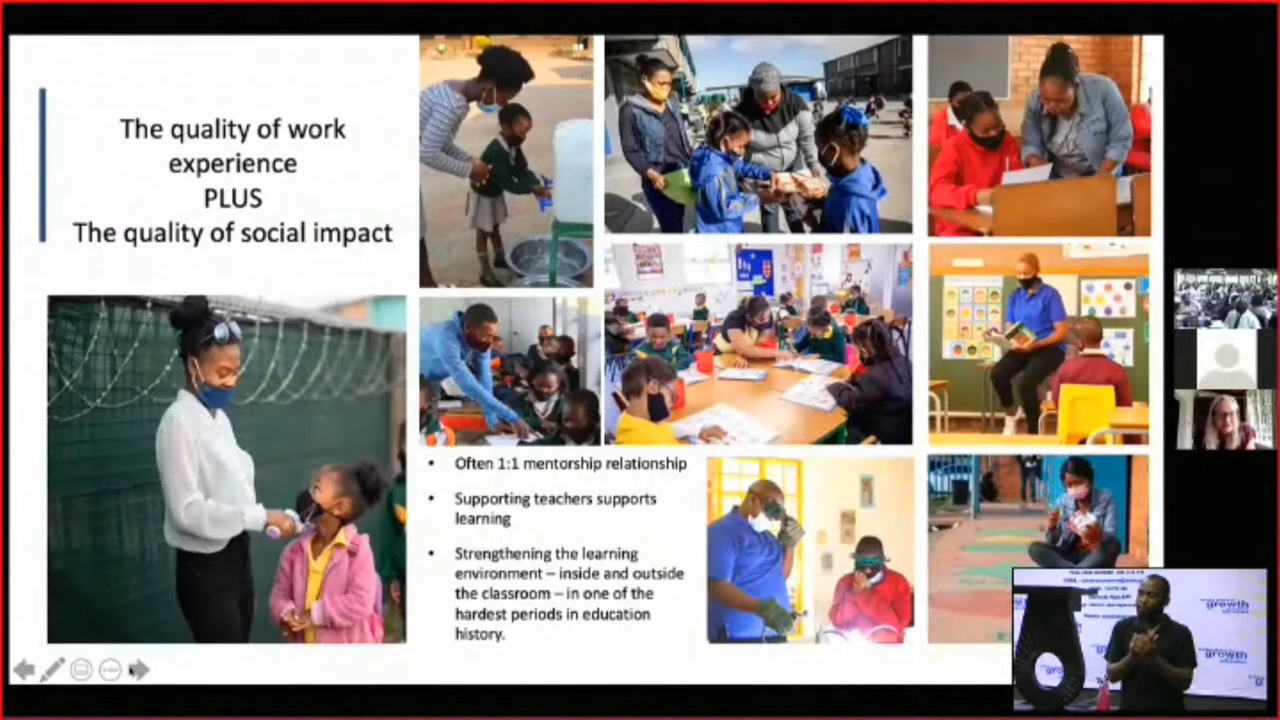 The quality of work
experience
PLUS
The quality of social impact
• Often 1:1 mentorship relationship
• Supporting teachers supports
learning
• Strengthening the learning
environment – inside and outside
the classroom – in one of the
hardest periods in education
history.
growth
growth